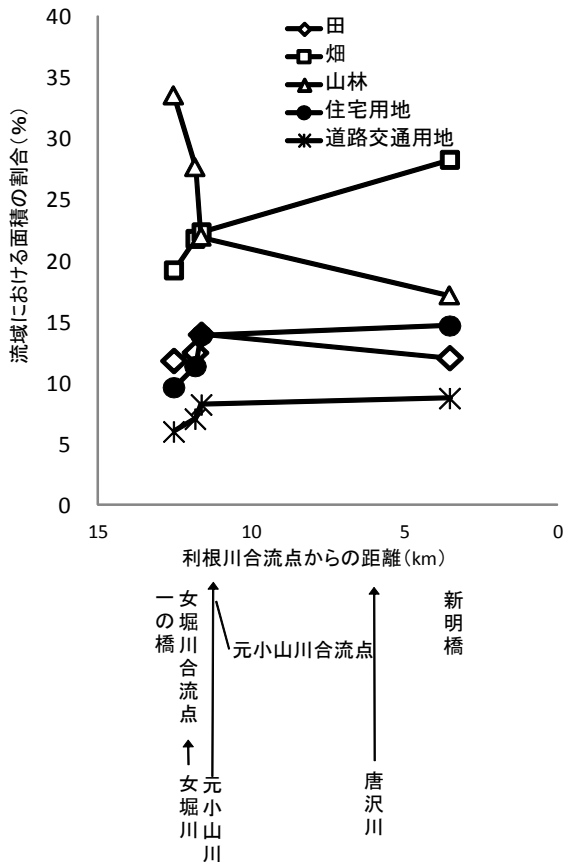 田
畑
山林
住宅用地
道路交通用地
流域における面積の割合(%)
40
35
30
25
20
15
10
5
0
15
10
5
0
利根川合流点からの距離(km)
一の橋
女堀川合流点
元小山川合流点
新明橋
女堀川
元小山川
唐沢川